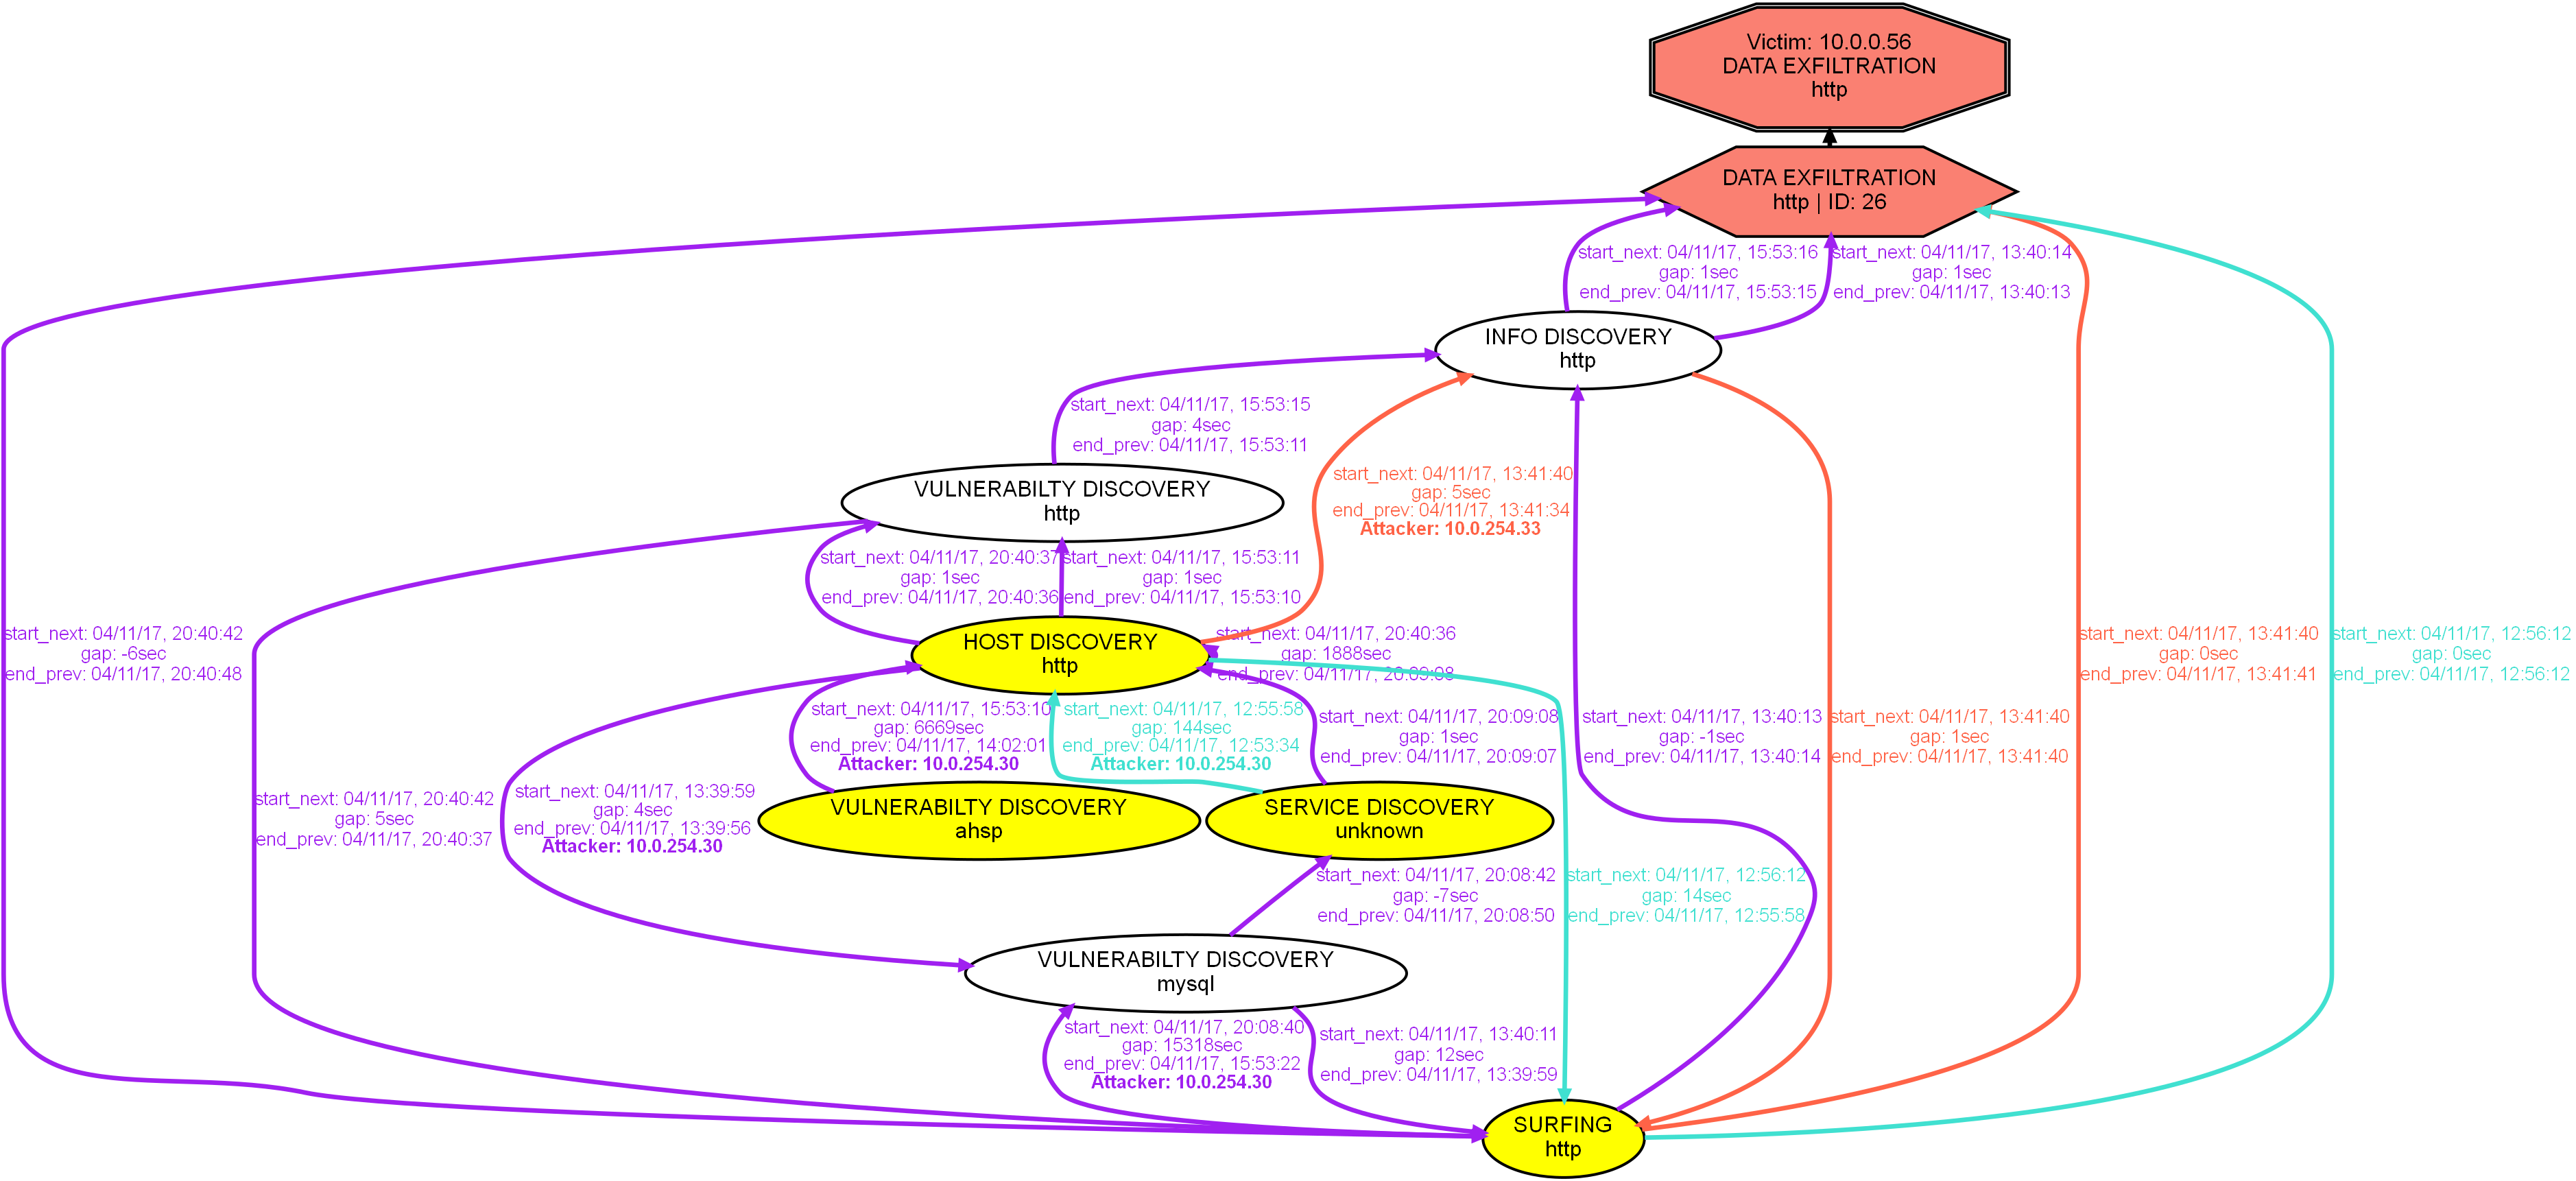 Victim: 10.0.0.56
DATA EXFILTRATION
http
DATA EXFILTRATION
http | ID: 26
start_next: 04/11/17, 15:53:16
gap: 1sec
end_prev: 04/11/17, 15:53:15
start_next: 04/11/17, 13:40:14
gap: 1sec
end_prev: 04/11/17, 13:40:13
INFO DISCOVERY
http
start_next: 04/11/17, 15:53:15
gap: 4sec
end_prev: 04/11/17, 15:53:11
start_next: 04/11/17, 13:41:40
gap: 5sec
end_prev: 04/11/17, 13:41:34
Attacker: 10.0.254.33
VULNERABILTY DISCOVERY
http
start_next: 04/11/17, 20:40:37
gap: 1sec
end_prev: 04/11/17, 20:40:36
start_next: 04/11/17, 15:53:11
gap: 1sec
end_prev: 04/11/17, 15:53:10
start_next: 04/11/17, 20:40:42
gap: -6sec
end_prev: 04/11/17, 20:40:48
HOST DISCOVERY
http
start_next: 04/11/17, 20:40:36
gap: 1888sec
end_prev: 04/11/17, 20:09:08
start_next: 04/11/17, 13:41:40
gap: 0sec
end_prev: 04/11/17, 13:41:41
start_next: 04/11/17, 12:56:12
gap: 0sec
end_prev: 04/11/17, 12:56:12
start_next: 04/11/17, 15:53:10
gap: 6669sec
end_prev: 04/11/17, 14:02:01
Attacker: 10.0.254.30
start_next: 04/11/17, 12:55:58
gap: 144sec
end_prev: 04/11/17, 12:53:34
Attacker: 10.0.254.30
start_next: 04/11/17, 20:09:08
gap: 1sec
end_prev: 04/11/17, 20:09:07
start_next: 04/11/17, 13:40:13
gap: -1sec
end_prev: 04/11/17, 13:40:14
start_next: 04/11/17, 13:41:40
gap: 1sec
end_prev: 04/11/17, 13:41:40
start_next: 04/11/17, 20:40:42
gap: 5sec
end_prev: 04/11/17, 20:40:37
start_next: 04/11/17, 13:39:59
gap: 4sec
end_prev: 04/11/17, 13:39:56
Attacker: 10.0.254.30
VULNERABILTY DISCOVERY
ahsp
SERVICE DISCOVERY
unknown
start_next: 04/11/17, 20:08:42
gap: -7sec
end_prev: 04/11/17, 20:08:50
start_next: 04/11/17, 12:56:12
gap: 14sec
end_prev: 04/11/17, 12:55:58
VULNERABILTY DISCOVERY
mysql
start_next: 04/11/17, 20:08:40
gap: 15318sec
end_prev: 04/11/17, 15:53:22
Attacker: 10.0.254.30
start_next: 04/11/17, 13:40:11
gap: 12sec
end_prev: 04/11/17, 13:39:59
SURFING
http